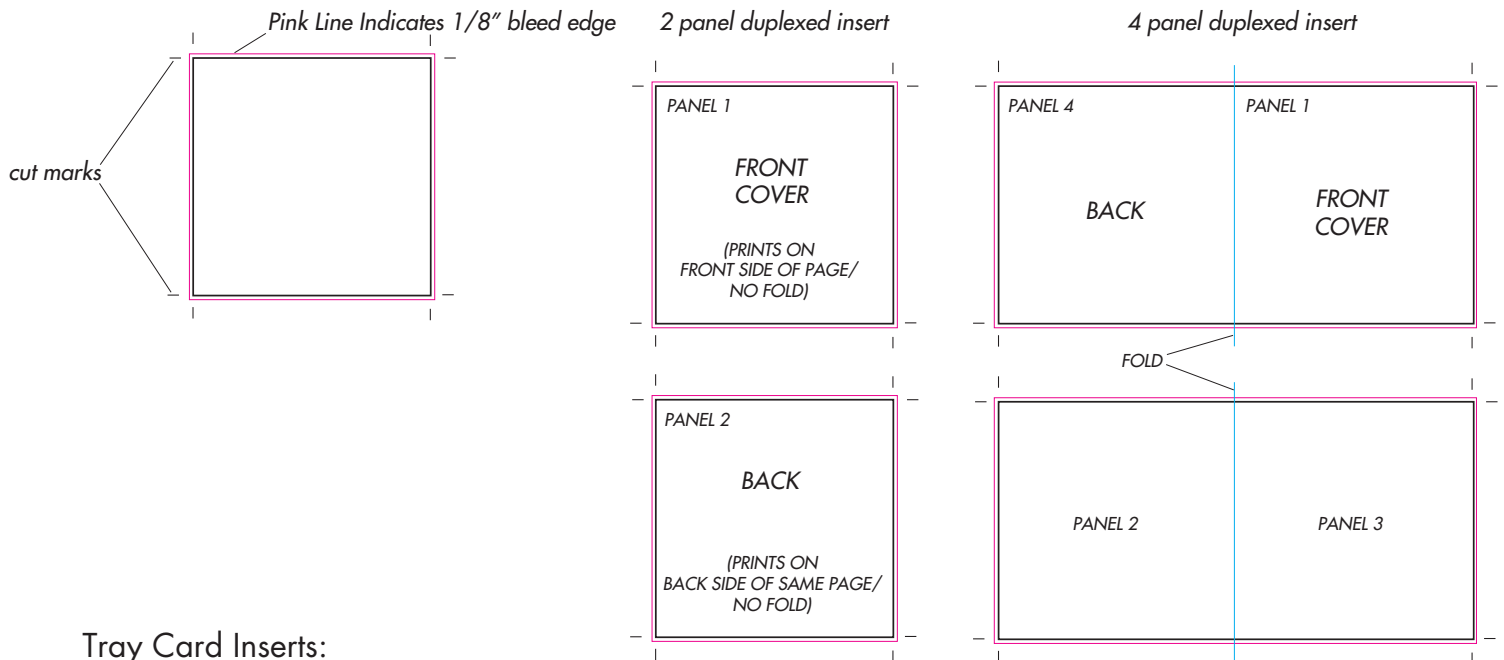 Pink Line Indicates 1/8” bleed edge
2 panel duplexed insert
4 panel duplexed insert
cut marks
PANEL 1
FRONT
COVER
(PRINTS ON
FRONT SIDE OF PAGE/
NO FOLD)
PANEL 4
BACK
PANEL 1
FRONT
COVER
FOLD
PANEL 2
BACK
(PRINTS ON
BACK SIDE OF SAME PAGE/
NO FOLD)
PANEL 2
PANEL 3
Tray Card Inserts: